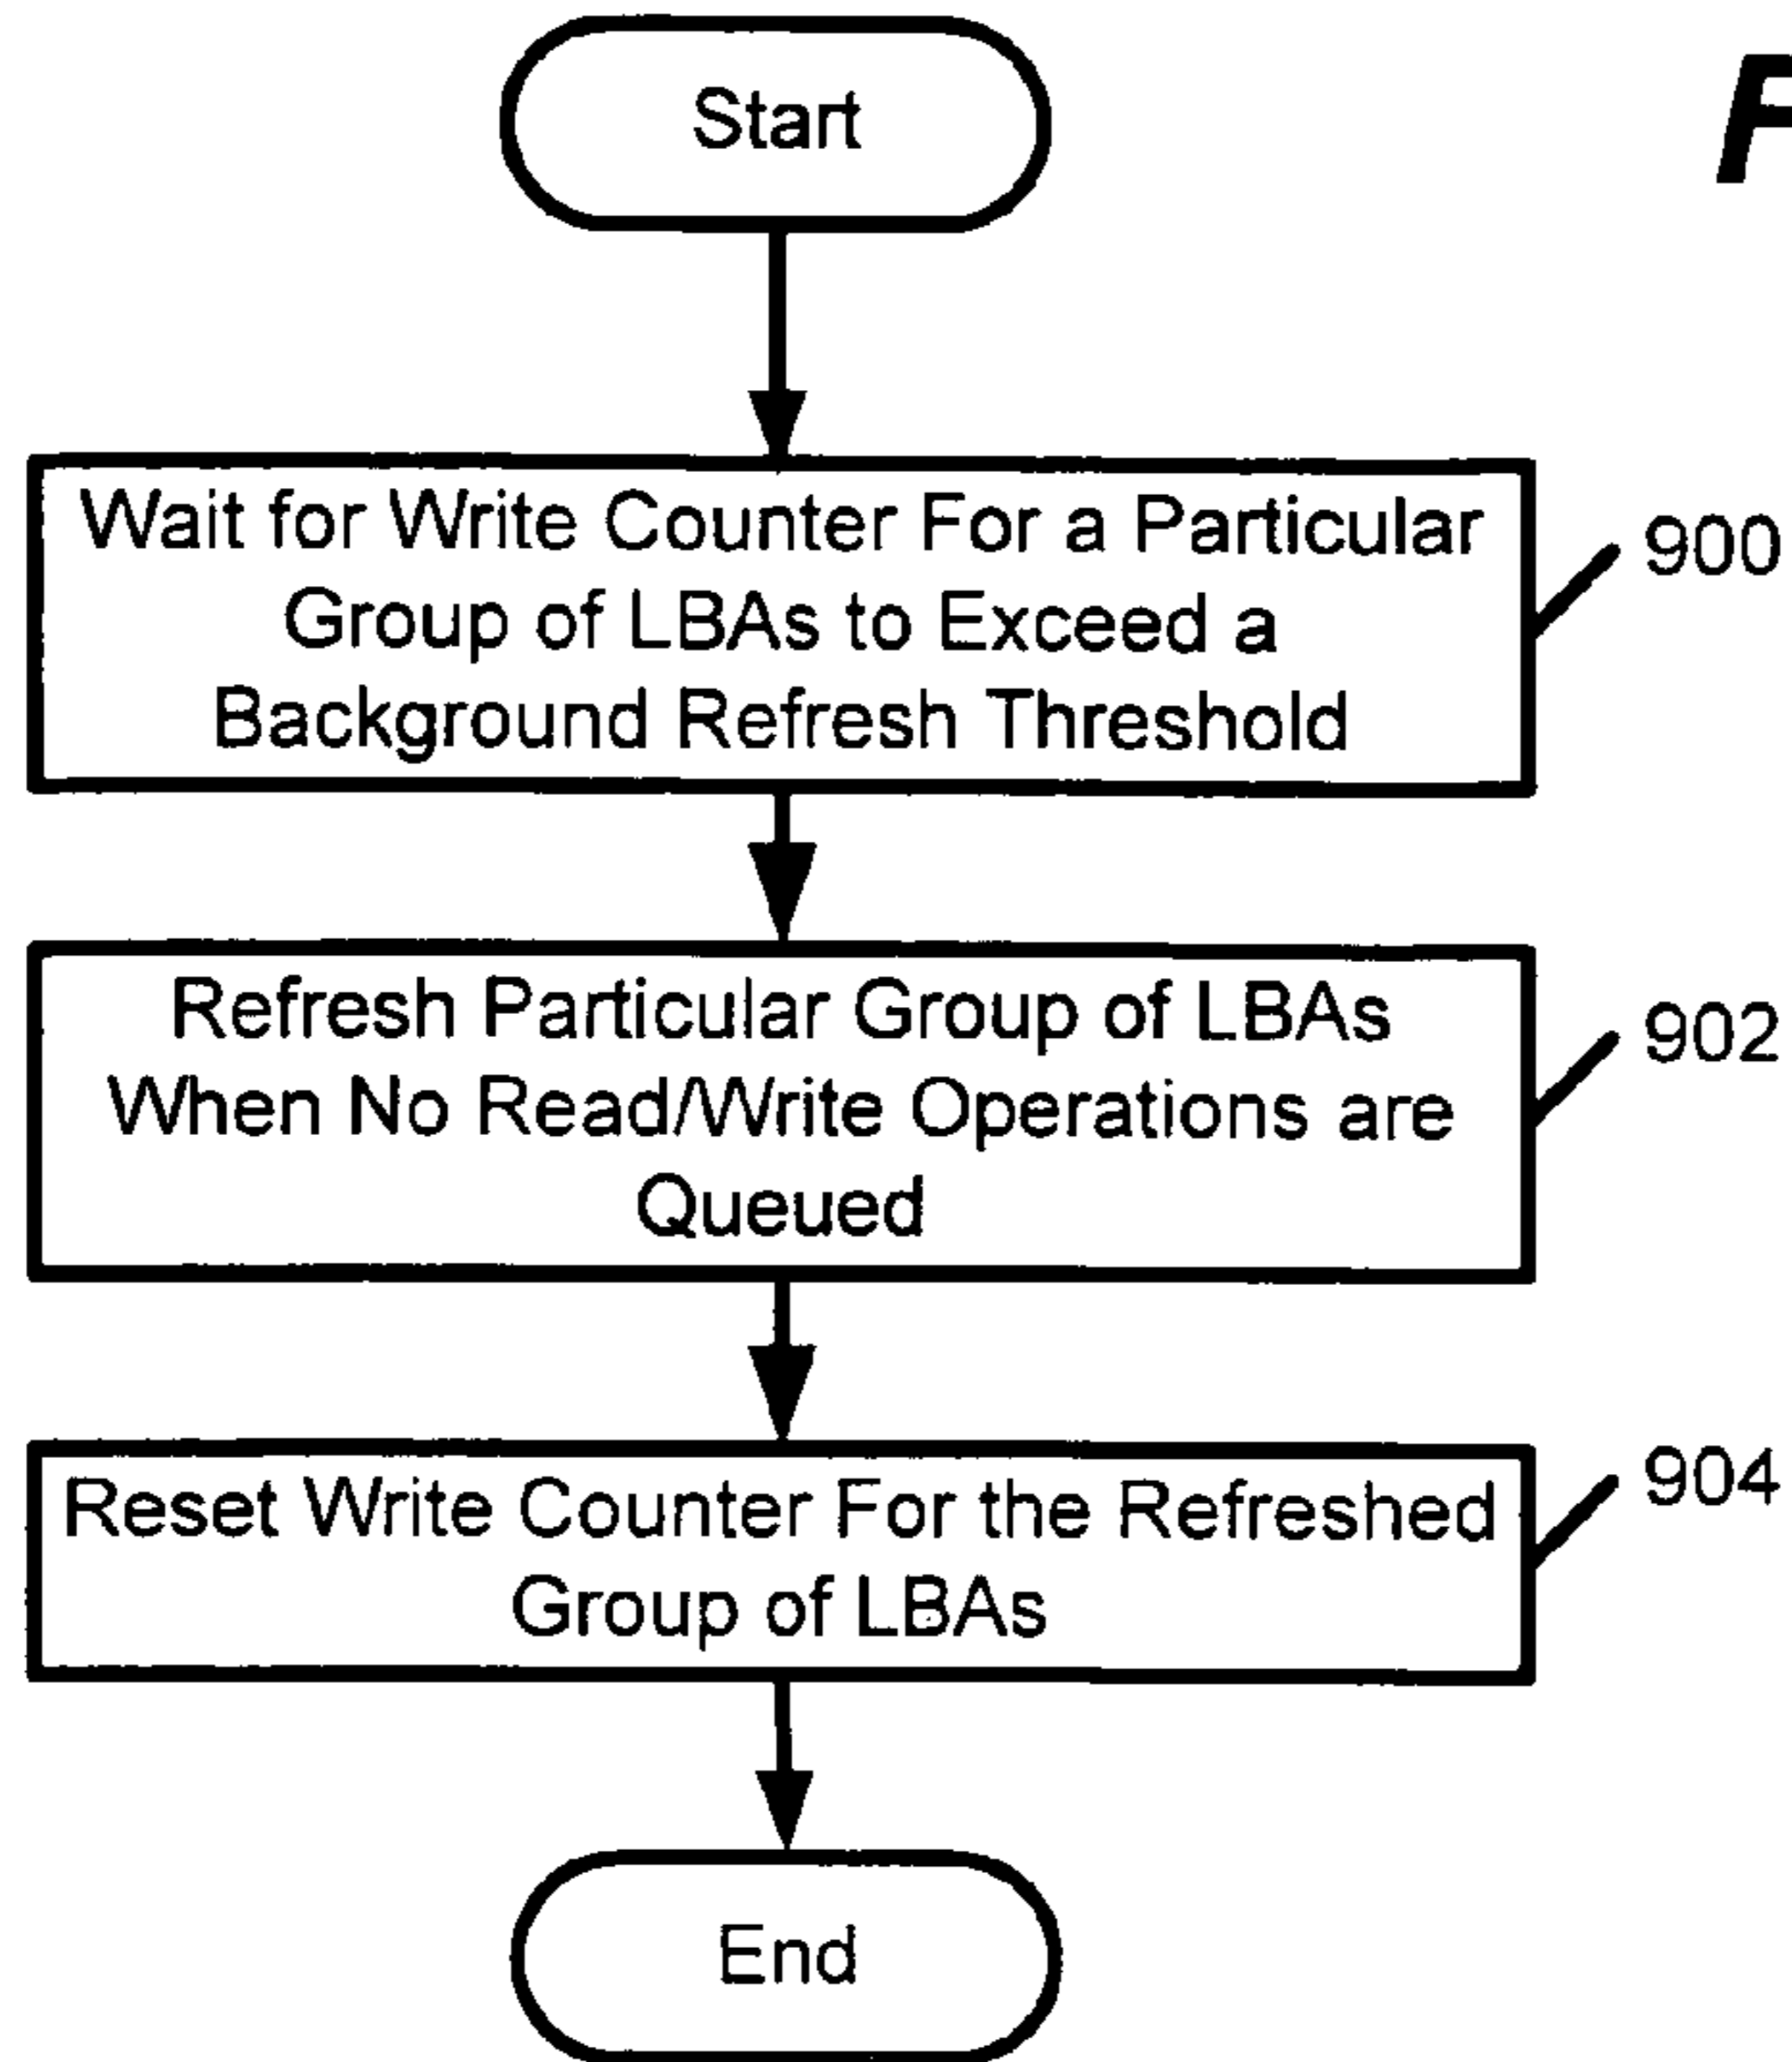 Start
Wait for Write Counter For a Particular
Group of LBAs to Exceed a
Background Refresh Threshold
900
Refresh Particular Group of LBAs
When No Read/Write Operations are
Queued
902
Reset Write Counter For the Refreshed
Group of LBAs
904
End